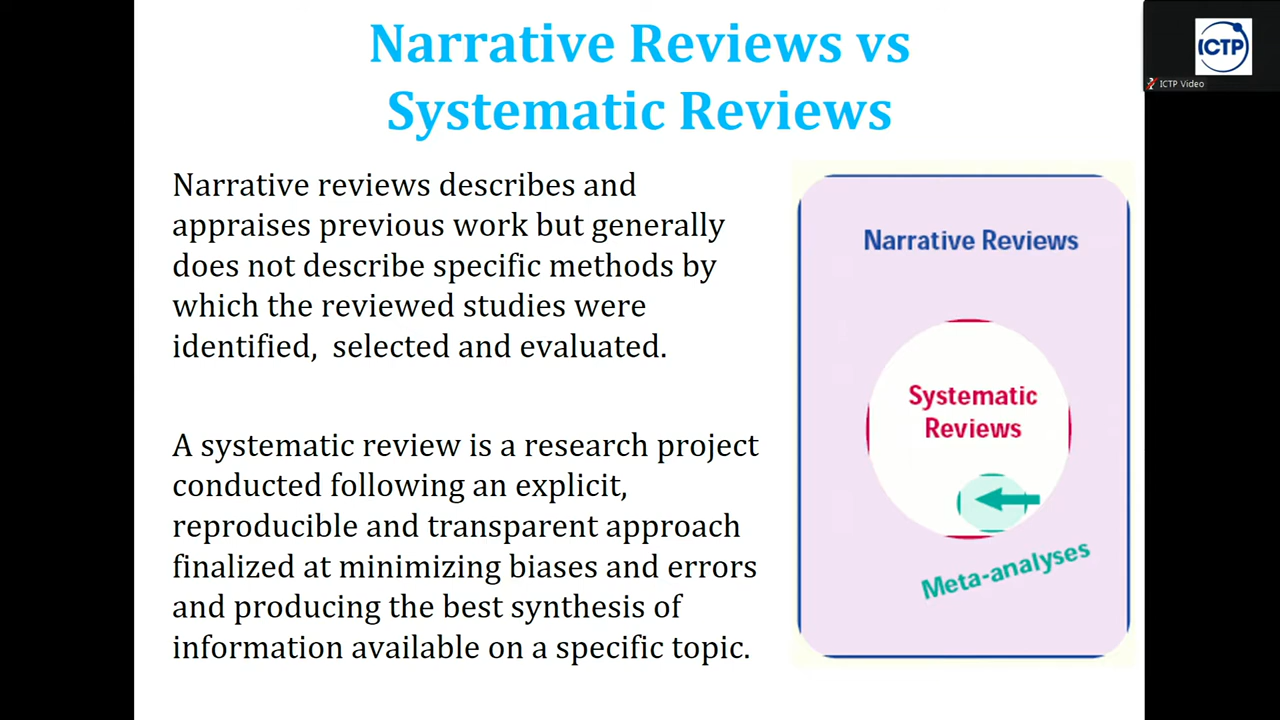 Narrative Reviews vs
Systematic Reviews
ICTP
ICTP Video
Narrative reviews describes and
appraises previous work but generally
does not describe specific methods by
which the reviewed studies were
identified,  selected and evaluated.
A systematic review is a research project
conducted following an explicit,
reproducible and transparent approach
finalized at minimizing biases and errors
and producing the best synthesis of
information available on a specific topic.
Narrative Reviews
Systematic
Reviews
Meta-analyses